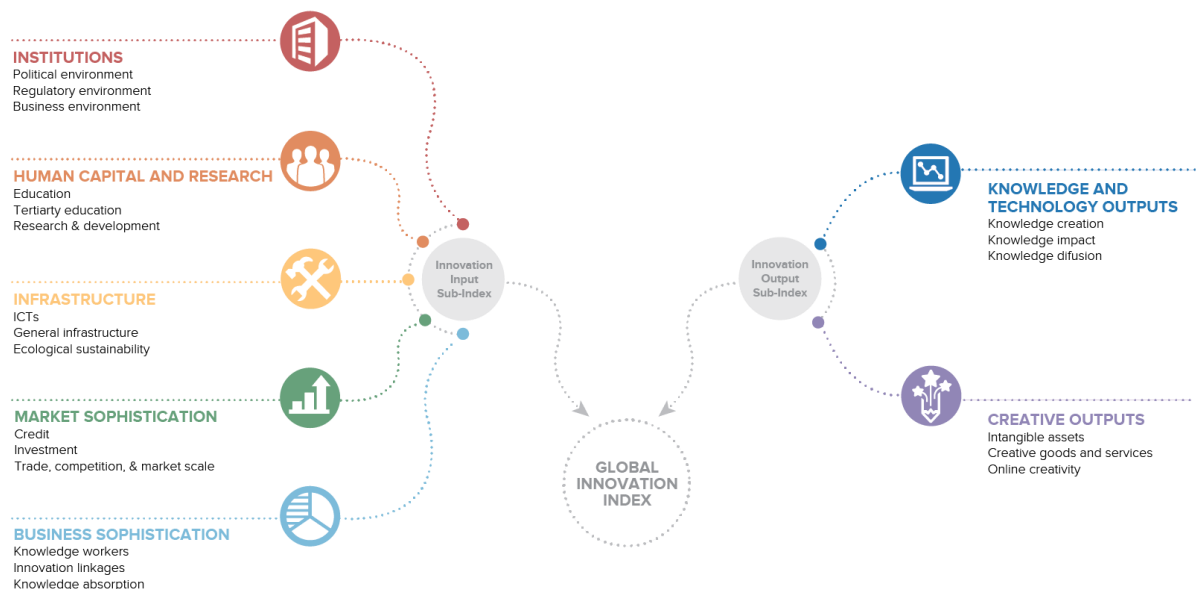 INSTITUTIONS
Political environment
Regulatory environment
Business environment
HUMAN CAPITAL AND RESEARCH
Education
Tertiarty education
Research & development
INFRASTRUCTURE
ICTs
General infrastructure
Ecological sustainability
MARKET SOPHISTICATION
Credit
Investment
Trade, competition, & market scale
BUSINESS SOPHISTICATION
Knowledge workers
Innovation linkages
Knowledge absorption
Innovation
Input
Sub-Index
GLOBAL
INNOVATION
INDEX
Innovation
Output
Sub-Index
KNOWLEDGE AND
TECHNOLOGY OUTPUTS
Knowledge creation
Knowledge impact
Knowledge difusion
CREATIVE OUTPUTS
Intangible assets
Creative goods and services
Online creativity